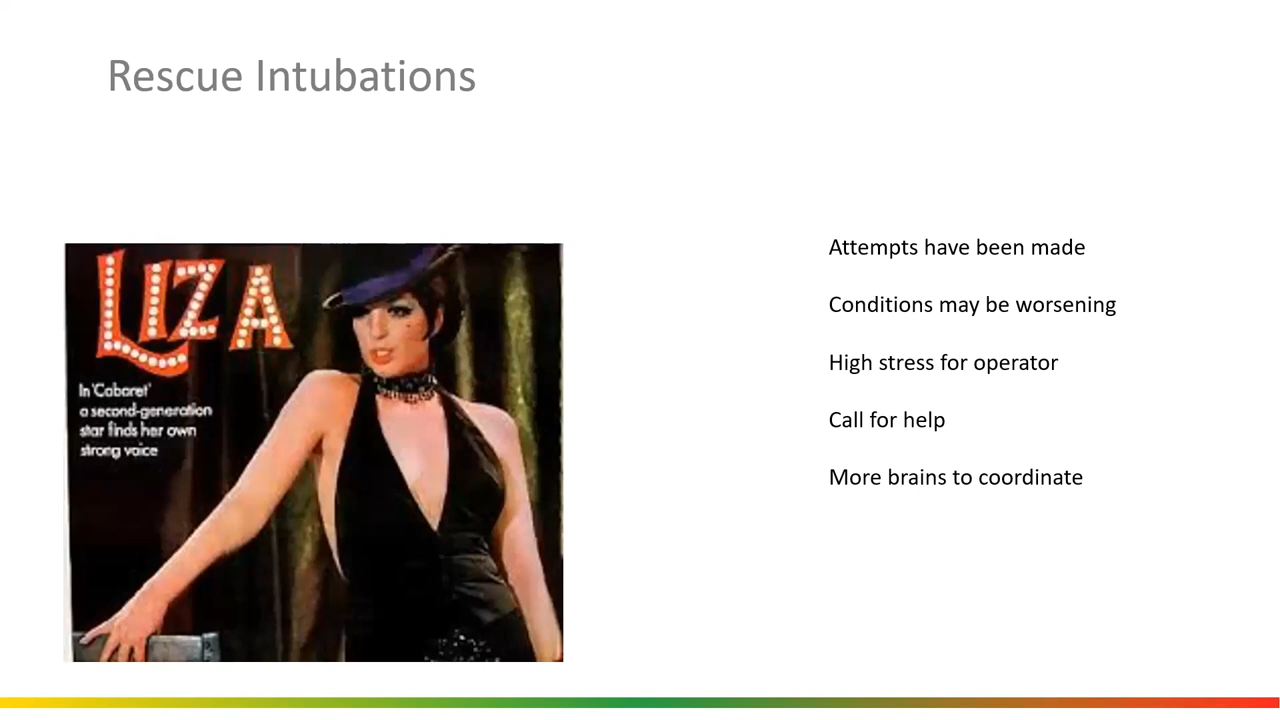 Rescue Intubations
LIZA
In 'Cabaret'
a second-generation
star finds her own
strong voice
Attempts have been made
Conditions may be worsening
High stress for operator
Call for help
More brains to coordinate